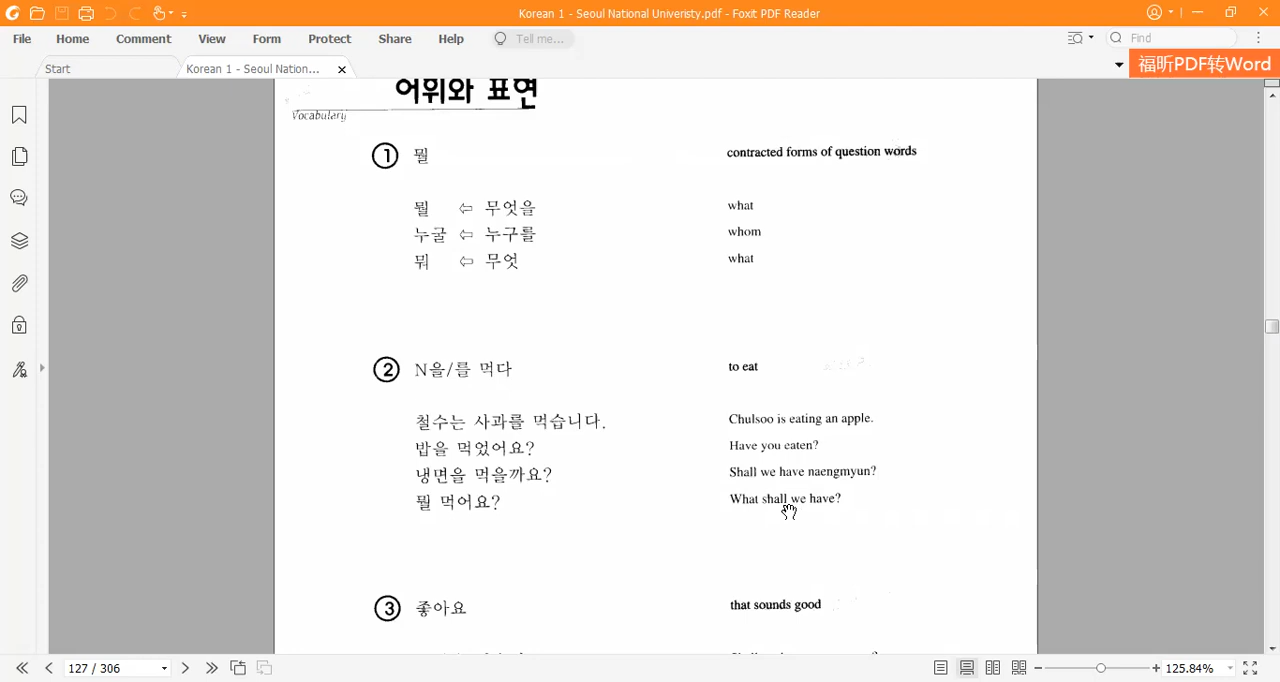 Korean 1 - Seoul National Univeristy.pdf - Foxit PDF Reader
File Home Comment View Form Protect Share Help Tell me... Find
Start Korean 1 - Seoul Nation... 福昕PDF转Word
어휘와 표현
Vocabulary
① 뭘 contracted forms of question words
뭘 ⇦ 무엇을 what
누굴 ⇦ 누구를 whom
뭐 ⇦ 무엇 what
② N을/를 먹다 to eat
철수는 사과를 먹습니다. Chulsoo is eating an apple.
밥을 먹었어요? Have you eaten?
냉면을 먹을까요? Shall we have naengmyun?
뭘 먹어요? What shall we have?
③ 좋아요 that sounds good
127 / 306 125.84%